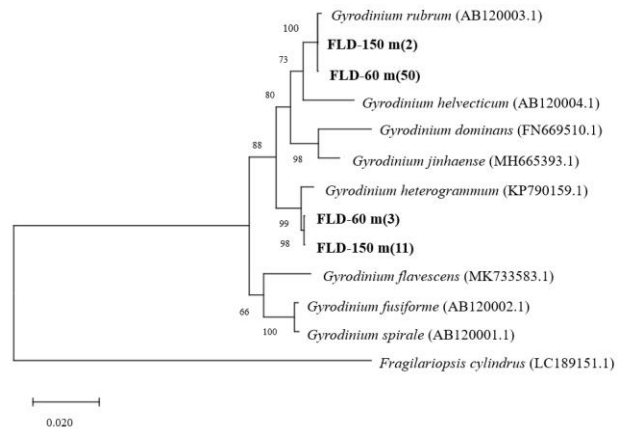 Gyrodinium rubrum (AB120003.1)
100
FLD-150 m(2)
73
FLD-60 m(50)
80
Gyrodinium helvecticum (AB120004.1)
Gyrodinium dominans (FN669510.1)
88
98
Gyrodinium jinhaense (MH665393.1)
Gyrodinium heterogrammum (KP790159.1)
99
FLD-60 m(3)
98
FLD-150 m(11)
Gyrodinium flavescens (MK733583.1)
66
Gyrodinium fusiforme (AB120002.1)
100
Gyrodinium spirale (AB120001.1)
Fragilariopsis cylindrus (LC189151.1)
0.020